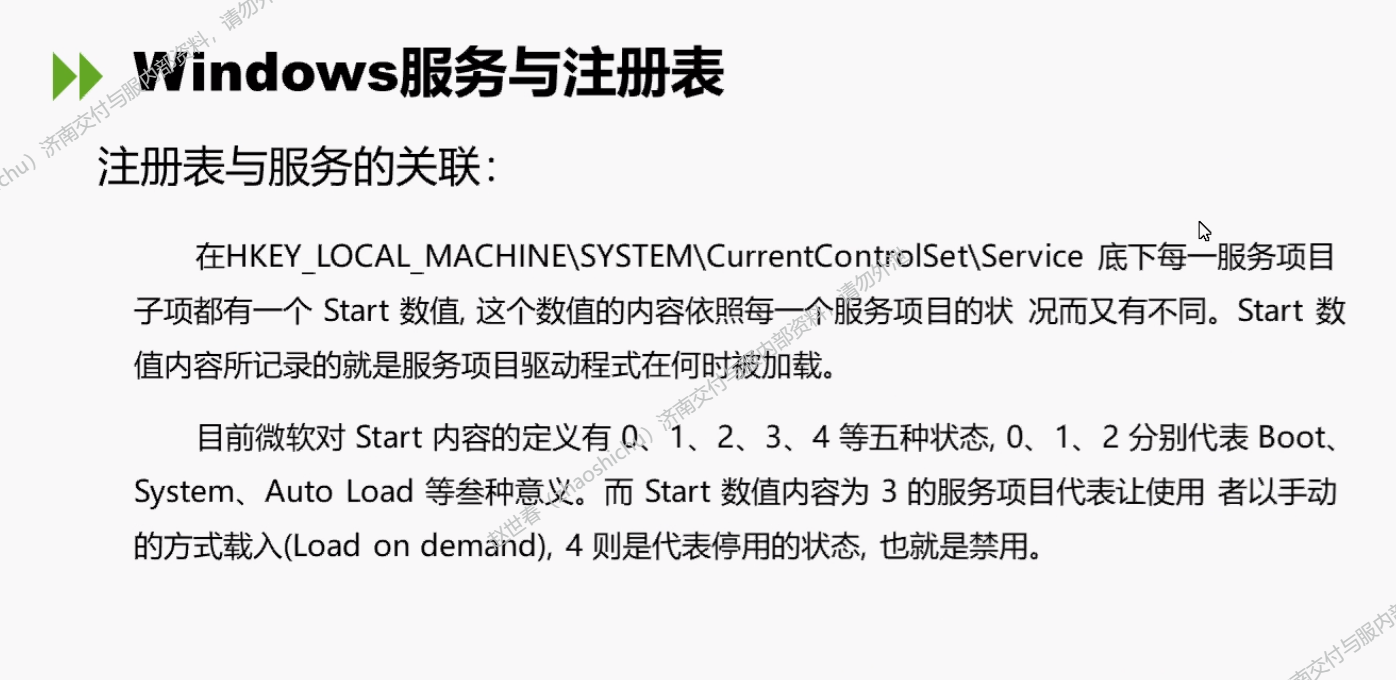 Windows服务与注册表
注册表与服务的关联：
在HKEY_LOCAL_MACHINE\SYSTEM\CurrentControlSet\Service 底下每一服务项目
子项都有一个 Start 数值, 这个数值的内容依照每一个服务项目的状 况而又有不同。Start 数
值内容所记录的就是服务项目驱动程式在何时被加载。
目前微软对 Start 内容的定义有 0、1、2、3、4 等五种状态, 0、1、2 分别代表 Boot、
System、Auto Load 等叁种意义。而 Start 数值内容为 3 的服务项目代表让使用 者以手动
的方式载入(Load on demand), 4 则是代表停用的状态, 也就是禁用。
chu）济南交付与服内部资料，请勿外
赵世春（zhaoshichu）济南交付与服内部资料，请勿外传
南交付与服内部